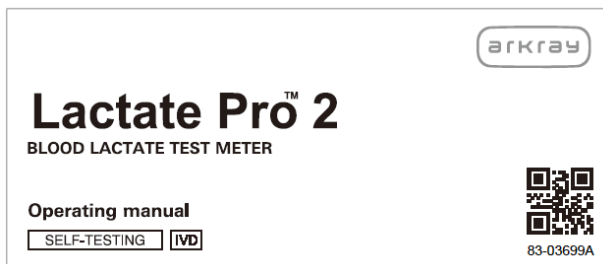 arkray
Lactate Pro™ 2
BLOOD LACTATE TEST METER
Operating manual
SELF-TESTING IVD
83-03699A